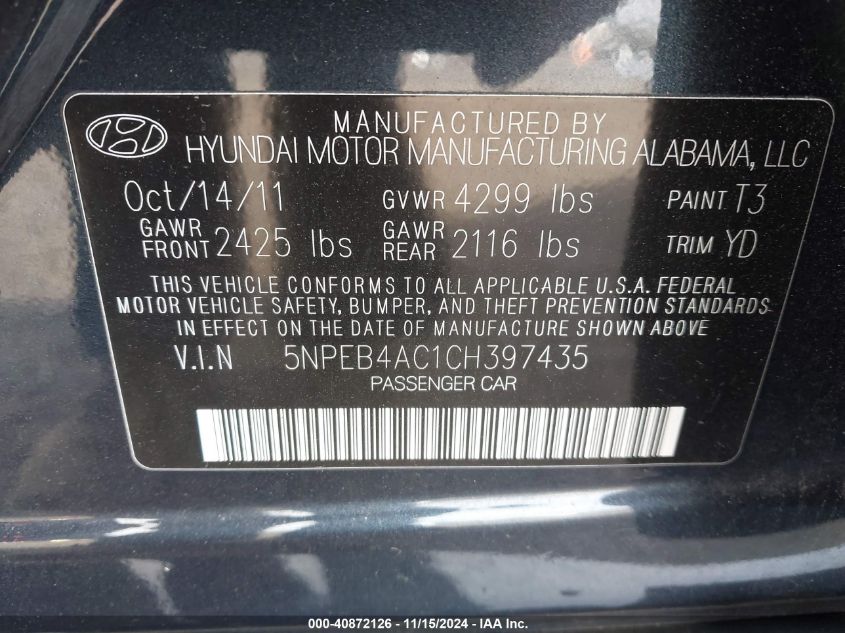 MANUFACTURED BY
HYUNDAI MOTOR MANUFACTURING ALABAMA, LLC
Oct/14/11 GVWR 4299 lbs PAINT T3
GAWR FRONT 2425 lbs GAWR REAR 2116 lbs TRIM YD
THIS VEHICLE CONFORMS TO ALL APPLICABLE U.S.A. FEDERAL
MOTOR VEHICLE SAFETY, BUMPER, AND THEFT PREVENTION STANDARDS
IN EFFECT ON THE DATE OF MANUFACTURE SHOWN ABOVE
V.I.N 5NPEB4AC1CH397435
PASSENGER CAR
000-40872126 - 11/15/2024 - IAA Inc.